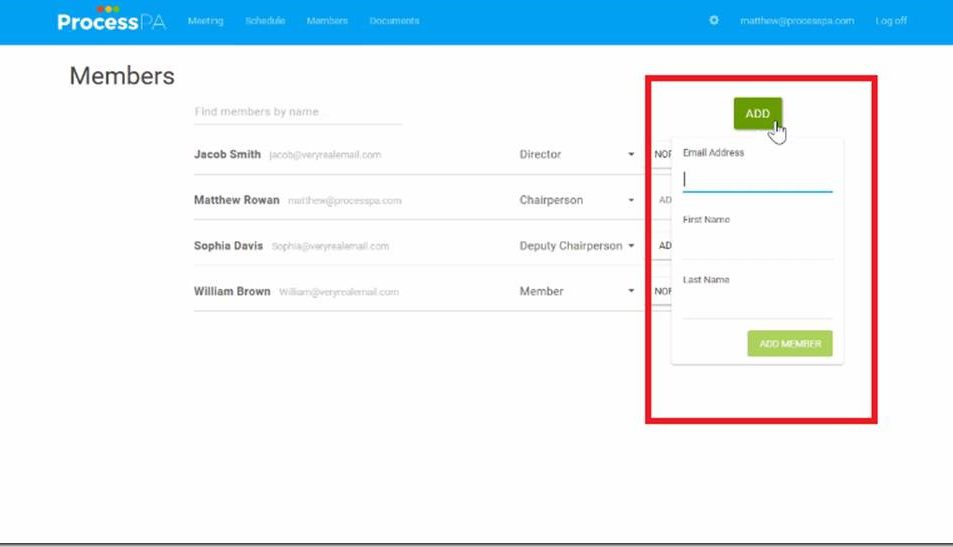 ProcessPA Meeting Schedule Members Documents matthew@processpa.com Log off
Members
Find members by name...
ADD
Jacob Smith jacob@veryrealemail.com Director NOR
Email Address
Matthew Rowan matthew@processpa.com Chairperson AD
First Name
Sophia Davis Sophia@veryrealemail.com Deputy Chairperson AD
Last Name
William Brown William@veryrealemail.com Member NOR
ADD MEMBER